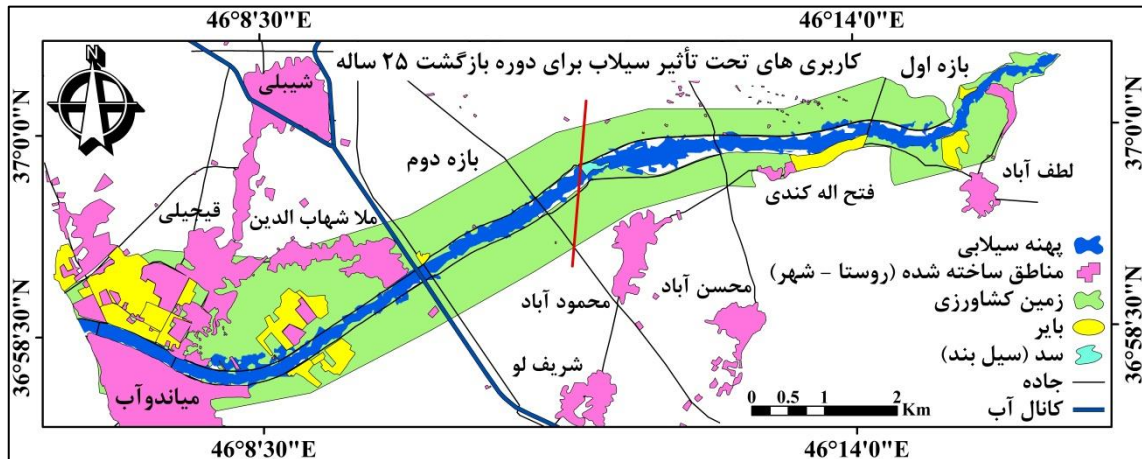 46°8'30"E
46°14'0"E
N
کاربری های تحت تأثیر سیلاب برای دوره بازگشت ۲۵ ساله
بازه اول
شیبلی
37°0'0"N
37°0'0"N
بازه دوم
لطف آباد
فتح اله کندی
قیچیلی
ملا شهاب الدین
محمود آباد
محسن آباد
شریف لو
میاندوآب
36°58'30"N
36°58'30"N
پهنه سیلابی
مناطق ساخته شده (روستا - شهر)
زمین کشاورزی
بایر
سد (سیل بند)
جاده
کانال آب
0 0.5 1 2
Km
46°8'30"E
46°14'0"E